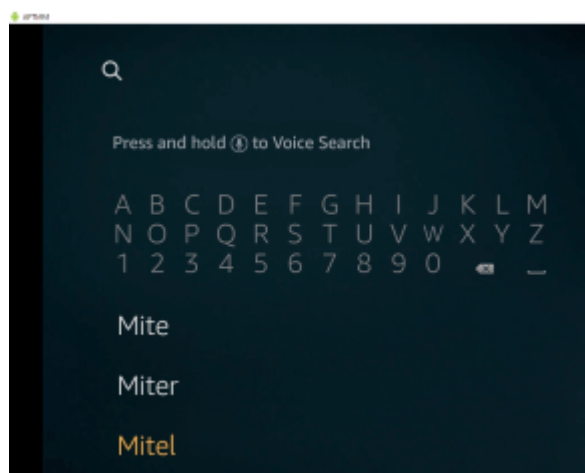 Press and hold to Voice Search
A B C D E F G H I J K L M
N O P Q R S T U V W X Y Z
1 2 3 4 5 6 7 8 9 0
Mite
Miter
Mitel